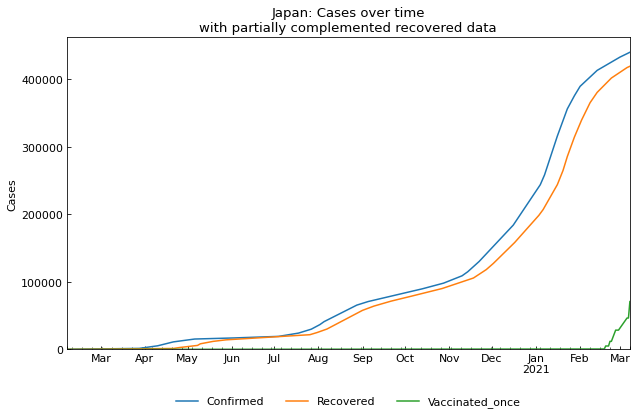 Japan: Cases over time
with partially complemented recovered data
Cases
400000
300000
200000
100000
0
Mar Apr May Jun Jul Aug Sep Oct Nov Dec Jan Feb Mar
2021
Confirmed Recovered Vaccinated_once